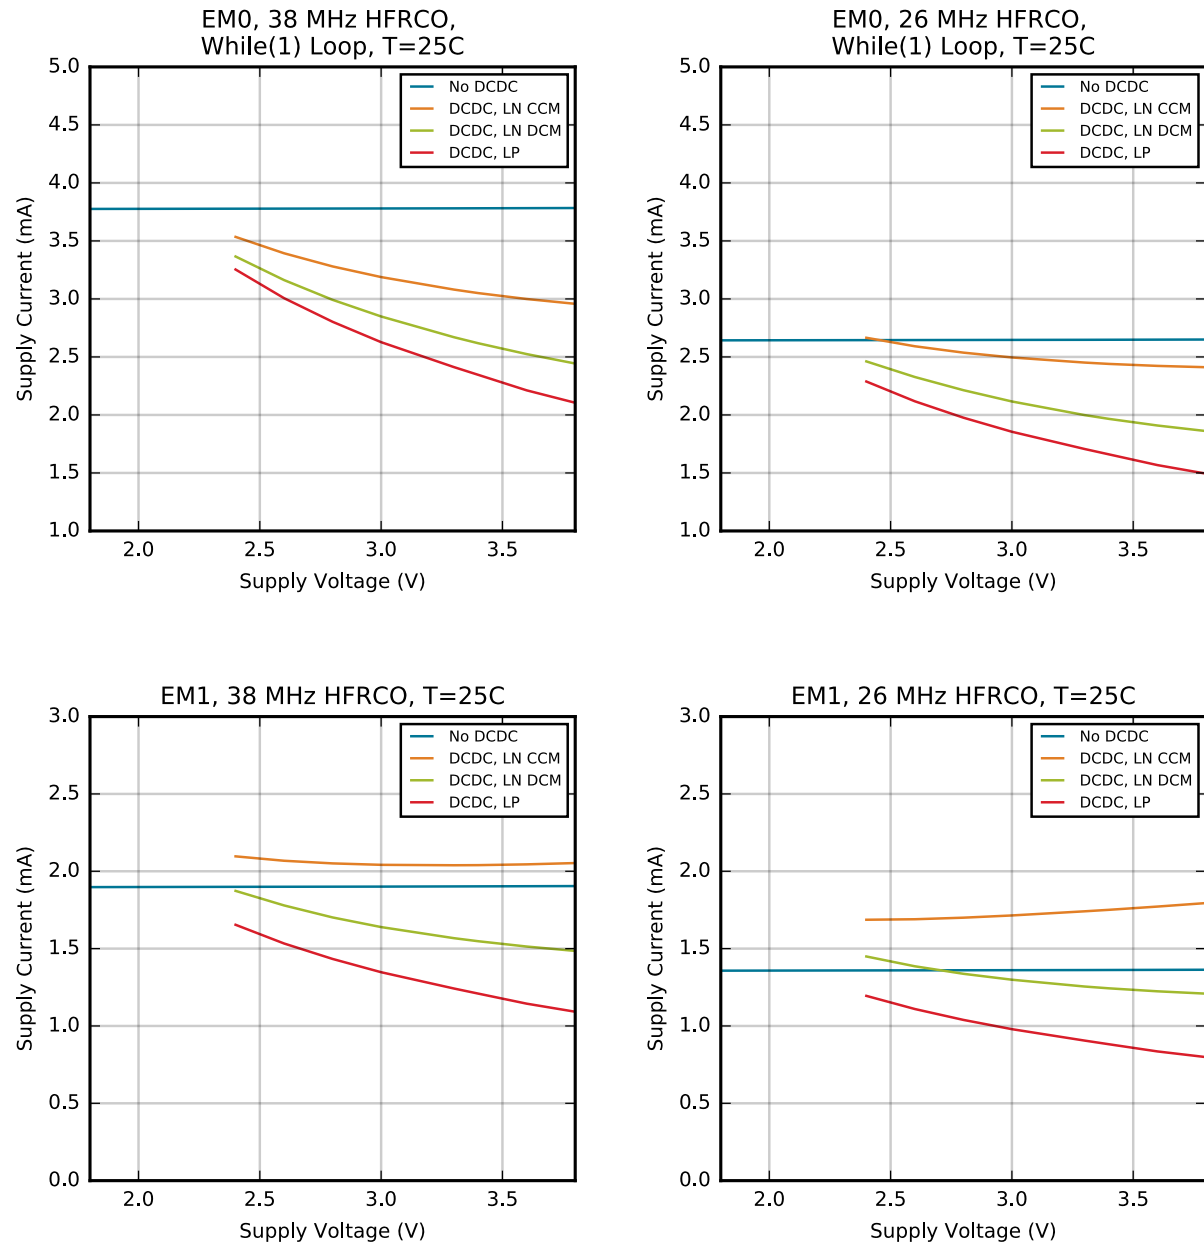 EM0, 38 MHz HFRCO,
While(1) Loop, T=25C
5.0
4.5
4.0
3.5
3.0
2.5
2.0
1.5
1.0
Supply Current (mA)
No DCDC
DCDC, LN CCM
DCDC, LN DCM
DCDC, LP
2.0 2.5 3.0 3.5
Supply Voltage (V)
EM0, 26 MHz HFRCO,
While(1) Loop, T=25C
5.0
4.5
4.0
3.5
3.0
2.5
2.0
1.5
1.0
Supply Current (mA)
No DCDC
DCDC, LN CCM
DCDC, LN DCM
DCDC, LP
2.0 2.5 3.0 3.5
Supply Voltage (V)
EM1, 38 MHz HFRCO, T=25C
3.0
2.5
2.0
1.5
1.0
0.5
0.0
Supply Current (mA)
No DCDC
DCDC, LN CCM
DCDC, LN DCM
DCDC, LP
2.0 2.5 3.0 3.5
Supply Voltage (V)
EM1, 26 MHz HFRCO, T=25C
3.0
2.5
2.0
1.5
1.0
0.5
0.0
Supply Current (mA)
No DCDC
DCDC, LN CCM
DCDC, LN DCM
DCDC, LP
2.0 2.5 3.0 3.5
Supply Voltage (V)